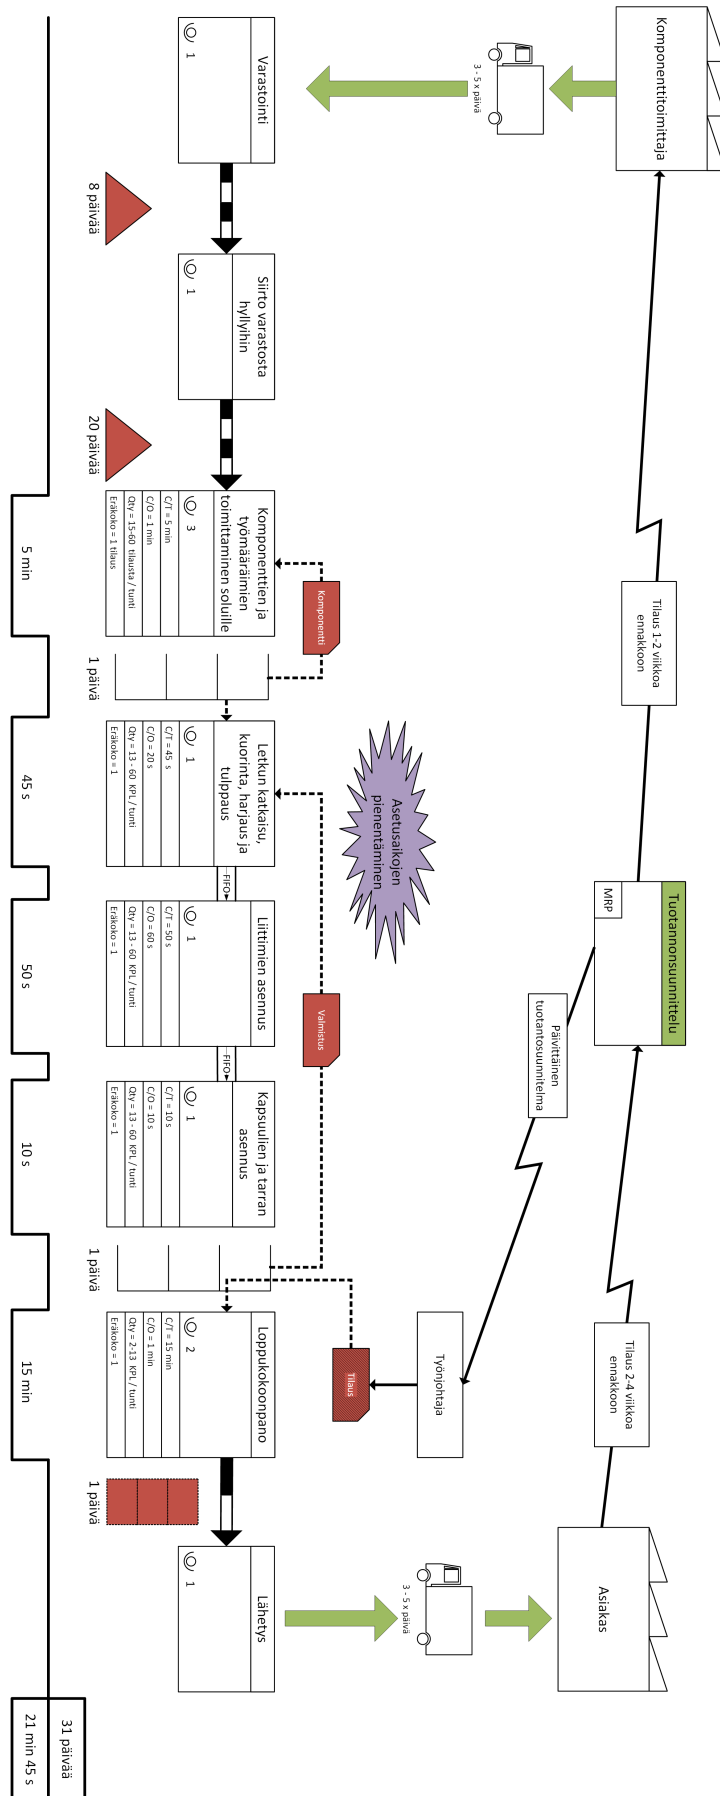 Komponenttitoimittaja
Tilaus 1-2 viikkoa
ennakkoon
Tuotannonsuunnittelu
MRP
Tilaus 2-4 viikkoa
ennakkoon
Asiakas
3 - 5 x päivä
Päivittäinen
tuotantosuunnitelma
Työnjohtaja
3 - 5 x päivä
Asetusaikojen
pienentäminen
Komponentti
Valmistus
Tilaus
Varastointi
1
8 päivää
Siirto varastosta
hyllyihin
1
20 päivää
Komponenttien ja
työmääräimien
toimittaminen soluille
3
C/T = 5 min
C/O = 1 min
Qty = 15-60 tilausta / tunti
Eräkoko = 1 tilaus
1 päivä
Letkun katkaisu,
kuorinta, harjaus ja
tulppaus
1
C/T = 45 s
C/O = 20 s
Qty = 13 - 60 KPL / tunti
Eräkoko = 1
FIFO
Liittimien asennus
1
C/T = 50 s
C/O = 60 s
Qty = 13 - 60 KPL / tunti
Eräkoko = 1
FIFO
Kapsuulien ja tarran
asennus
1
C/T = 10 s
C/O = 10 s
Qty = 13 - 60 KPL / tunti
Eräkoko = 1
1 päivä
Loppukokoonpano
2
C/T = 15 min
C/O = 1 min
Qty = 2-13 KPL / tunti
Eräkoko = 1
1 päivä
Lähetys
1
5 min
45 s
50 s
10 s
15 min
31 päivää
21 min 45 s